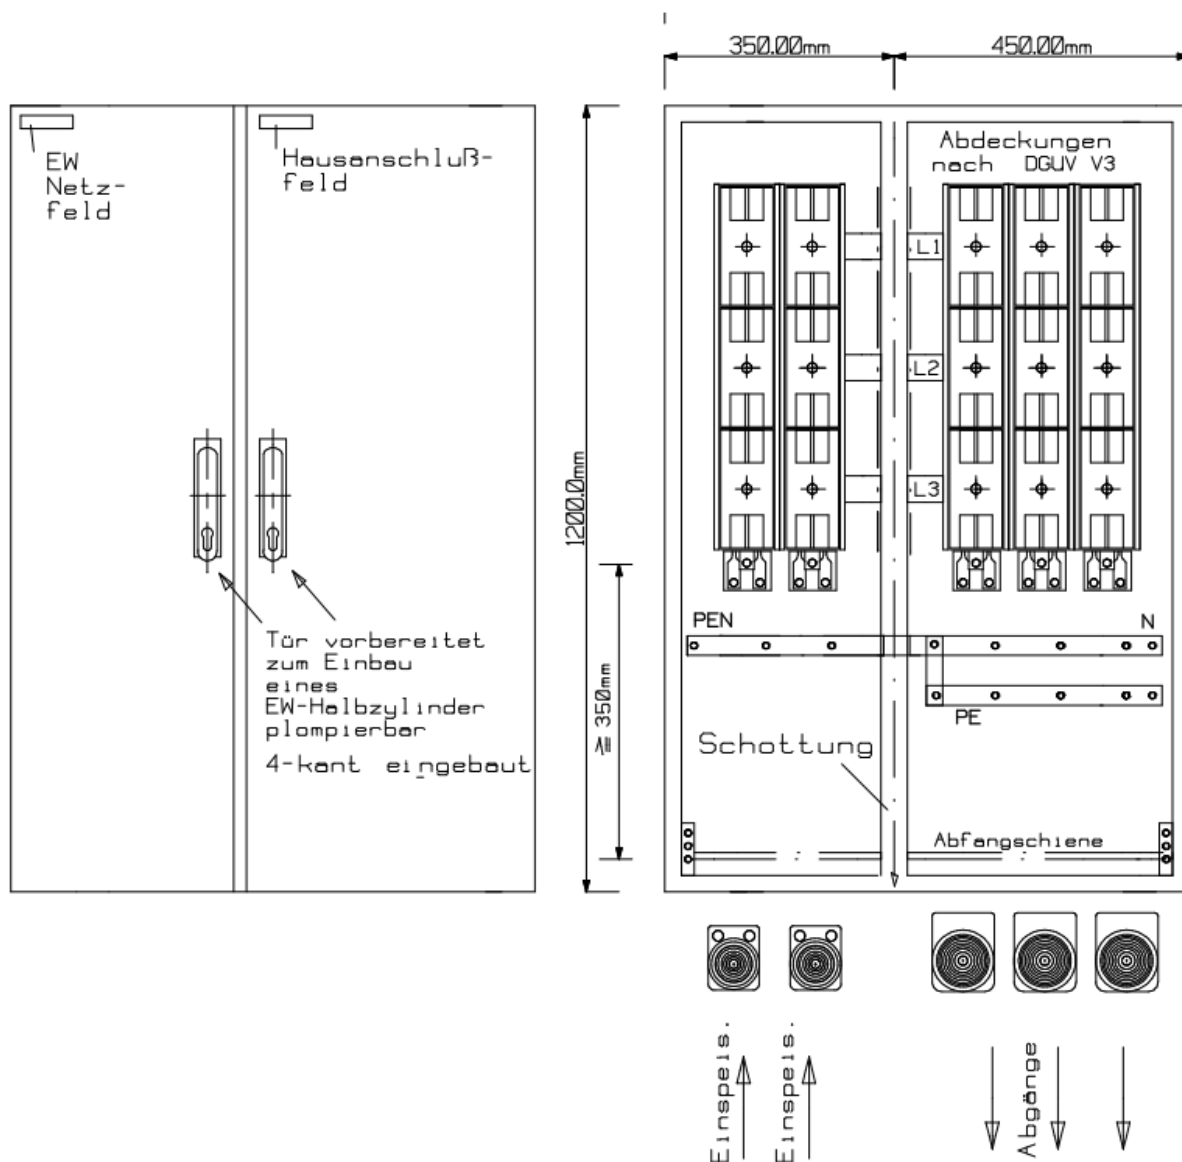 350.00mm
450.00mm
EW
Netz-
feld
Hausanschluß-
feld
Abdeckungen
nach DGUV V3
L1
L2
L3
1200.0mm
≥ 350mm
Tür vorbereitet
zum Einbau
eines
EW-Halbzylinder
plompierbar
4-kant eingebaut
PEN
N
PE
Schottung
Abfangschiene
Einspeis.
Einspeis.
Abgänge